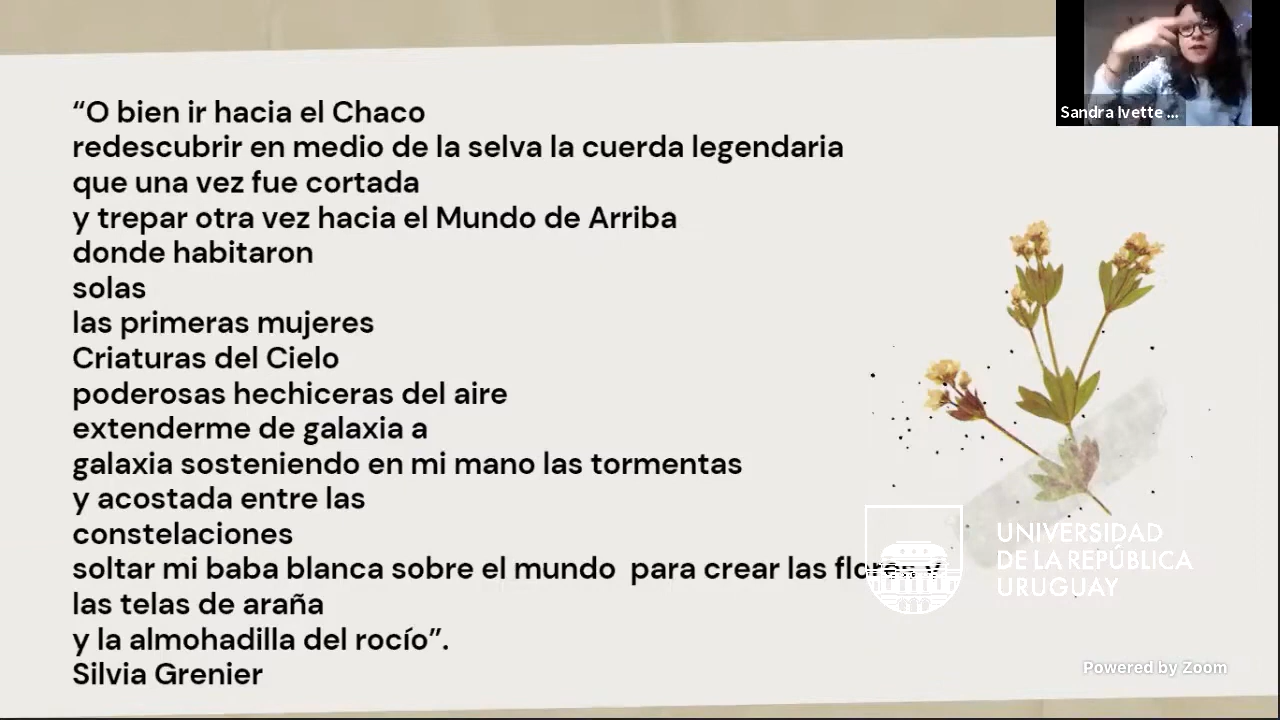 “O bien ir hacia el Chaco
redescubrir en medio de la selva la cuerda legendaria
que una vez fue cortada
y trepar otra vez hacia el Mundo de Arriba
donde habitaron
solas
las primeras mujeres
Criaturas del Cielo
poderosas hechiceras del aire
extenderme de galaxia a
galaxia sosteniendo en mi mano las tormentas
y acostada entre las
constelaciones
soltar mi baba blanca sobre el mundo  para crear las flores y
las telas de araña
y la almohadilla del rocío”.
Silvia Grenier
Sandra Ivette ...
UNIVERSIDAD
DE LA REPÚBLICA
URUGUAY
Powered by Zoom